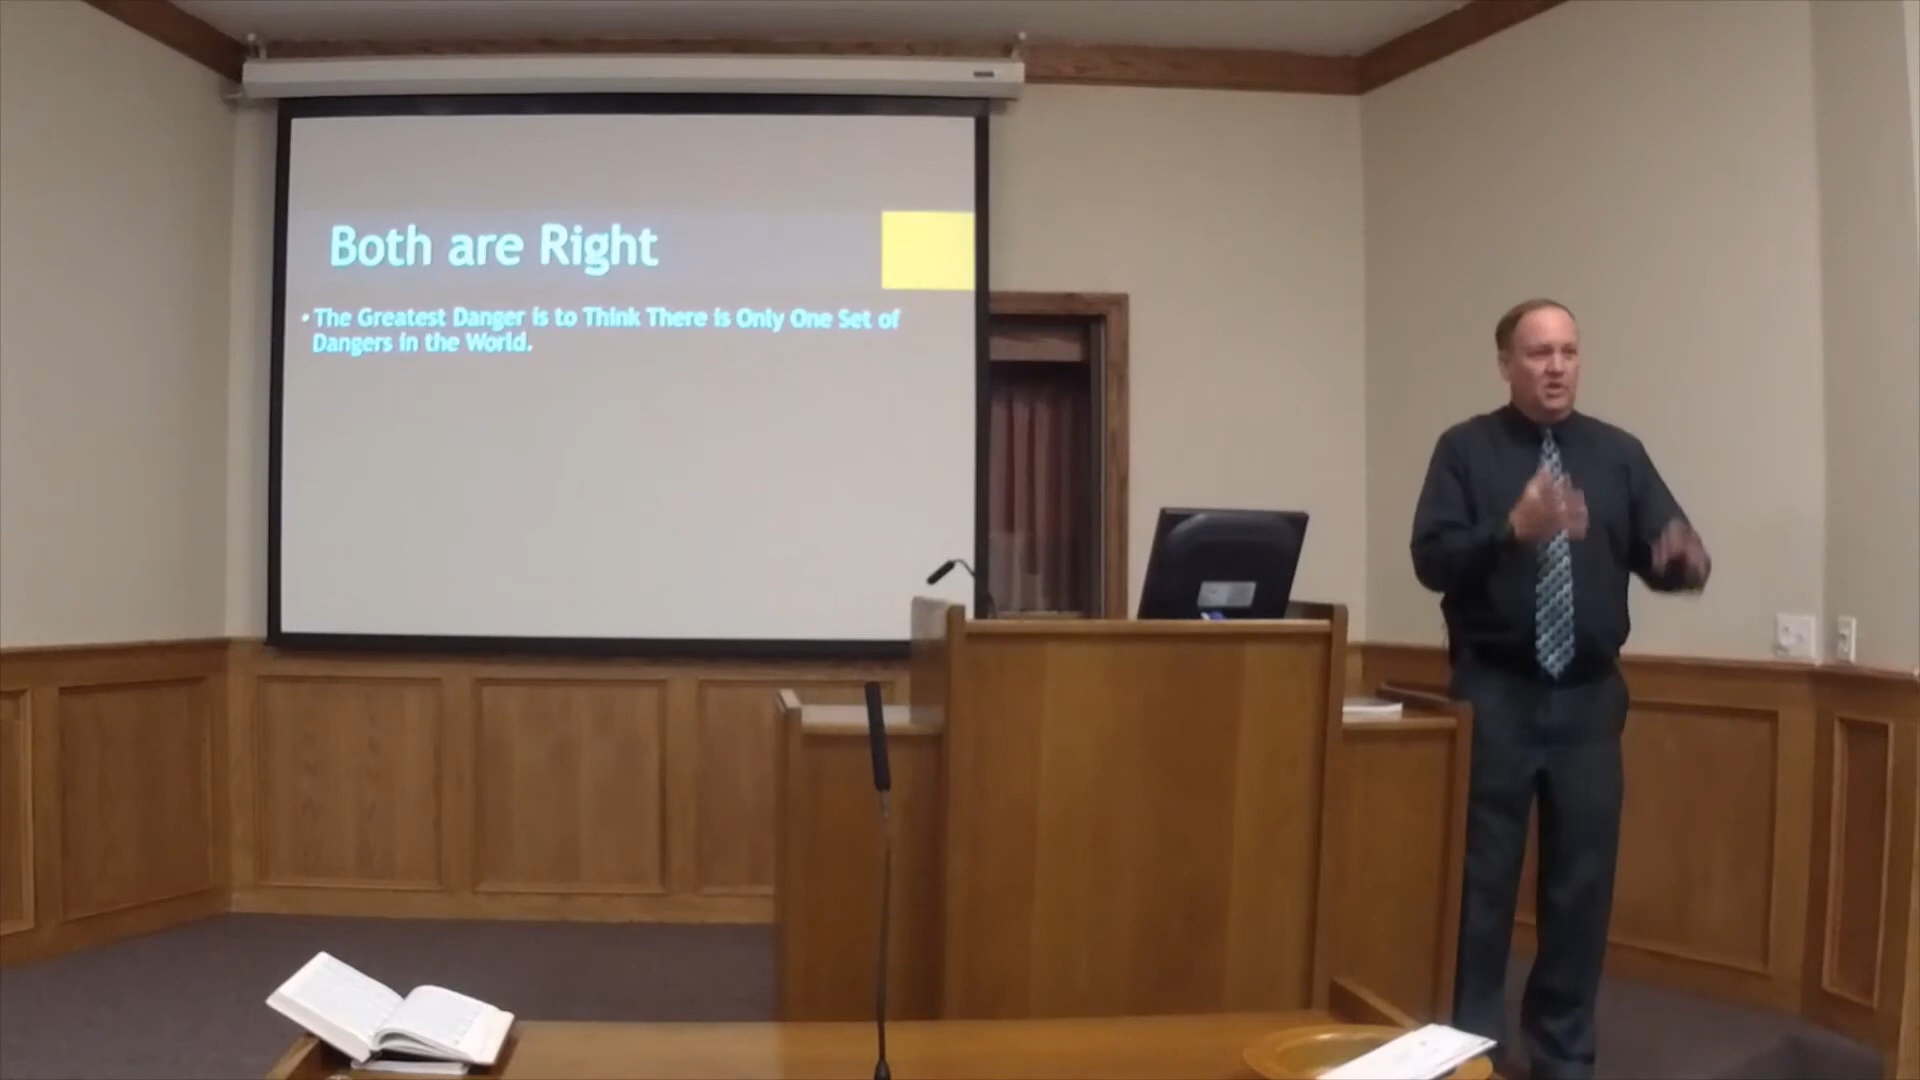 Both are Right
• The Greatest Danger is to Think There is Only One Set of
Dangers in the World.